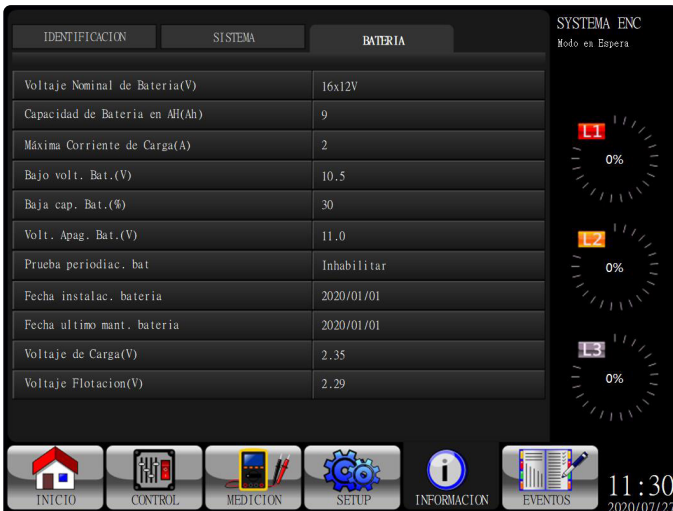 IDENTIFICACION SISTEMA BATERIA
SYSTEMA ENC
Modo en Espera
Voltaje Nominal de Bateria(V) 16x12V
Capacidad de Bateria en AH(Ah) 9
Máxima Corriente de Carga(A) 2
Bajo volt. Bat.(V) 10.5
Baja cap. Bat.(%) 30
Volt. Apag. Bat.(V) 11.0
Prueba periodiac. bat Inhabilitar
Fecha instalac. bateria 2020/01/01
Fecha ultimo mant. bateria 2020/01/01
Voltaje de Carga(V) 2.35
Voltaje Flotacion(V) 2.29
L1
0%
L2
0%
L3
0%
INICIO CONTROL MEDICION SETUP INFORMACION EVENTOS
11:30
2020/07/27